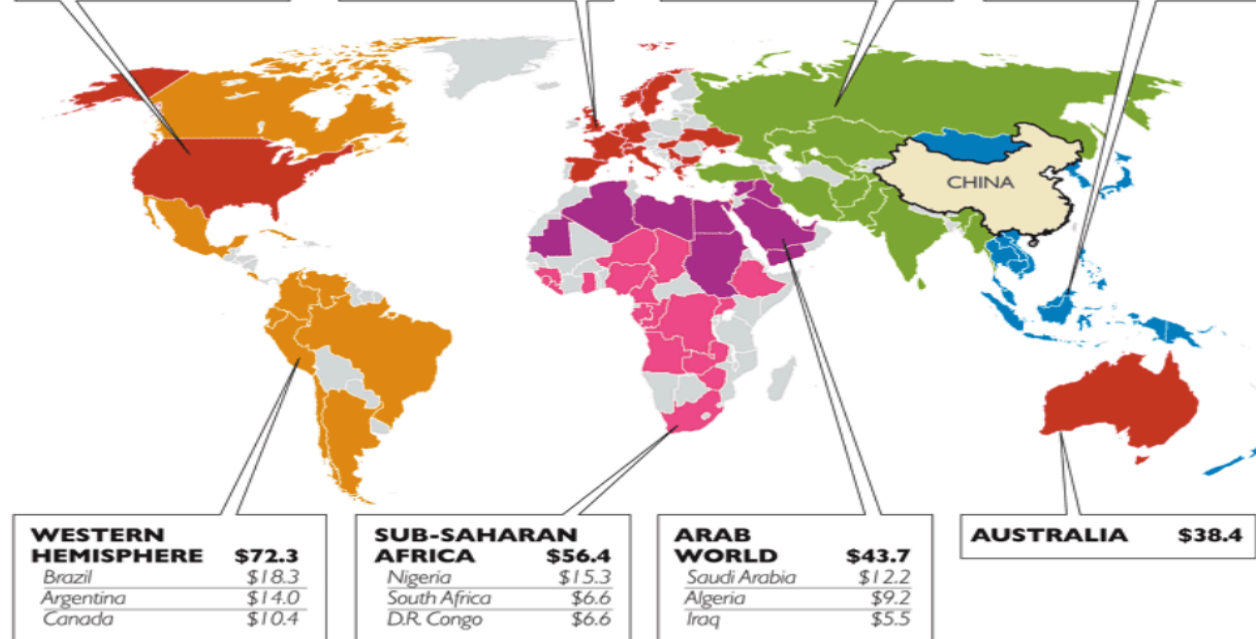 CHINA
WESTERN
HEMISPHERE $72.3
Brazil $18.3
Argentina $14.0
Canada $10.4
SUB-SAHARAN
AFRICA $56.4
Nigeria $15.3
South Africa $6.6
D.R. Congo $6.6
ARAB
WORLD $43.7
Saudi Arabia $12.2
Algeria $9.2
Iraq $5.5
AUSTRALIA $38.4